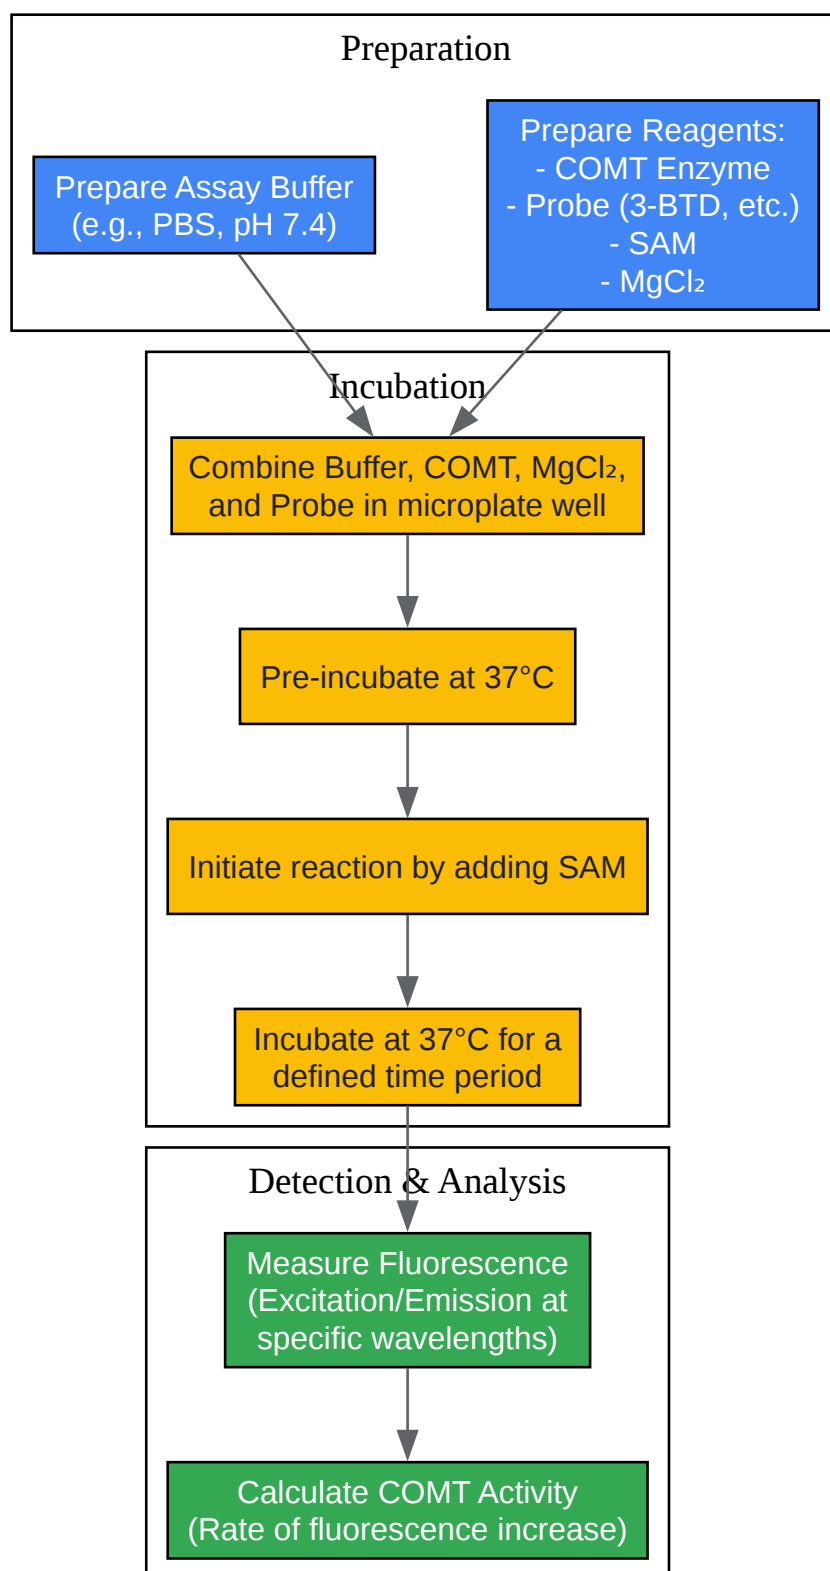 Preparation
Prepare Assay Buffer
(e.g., PBS, pH 7.4)
Prepare Reagents:
- COMT Enzyme
- Probe (3-BTD, etc.)
- SAM
- MgCl₂
Incubation
Combine Buffer, COMT, MgCl₂,
and Probe in microplate well
Pre-incubate at 37°C
Initiate reaction by adding SAM
Incubate at 37°C for a
defined time period
Detection & Analysis
Measure Fluorescence
(Excitation/Emission at
specific wavelengths)
Calculate COMT Activity
(Rate of fluorescence increase)